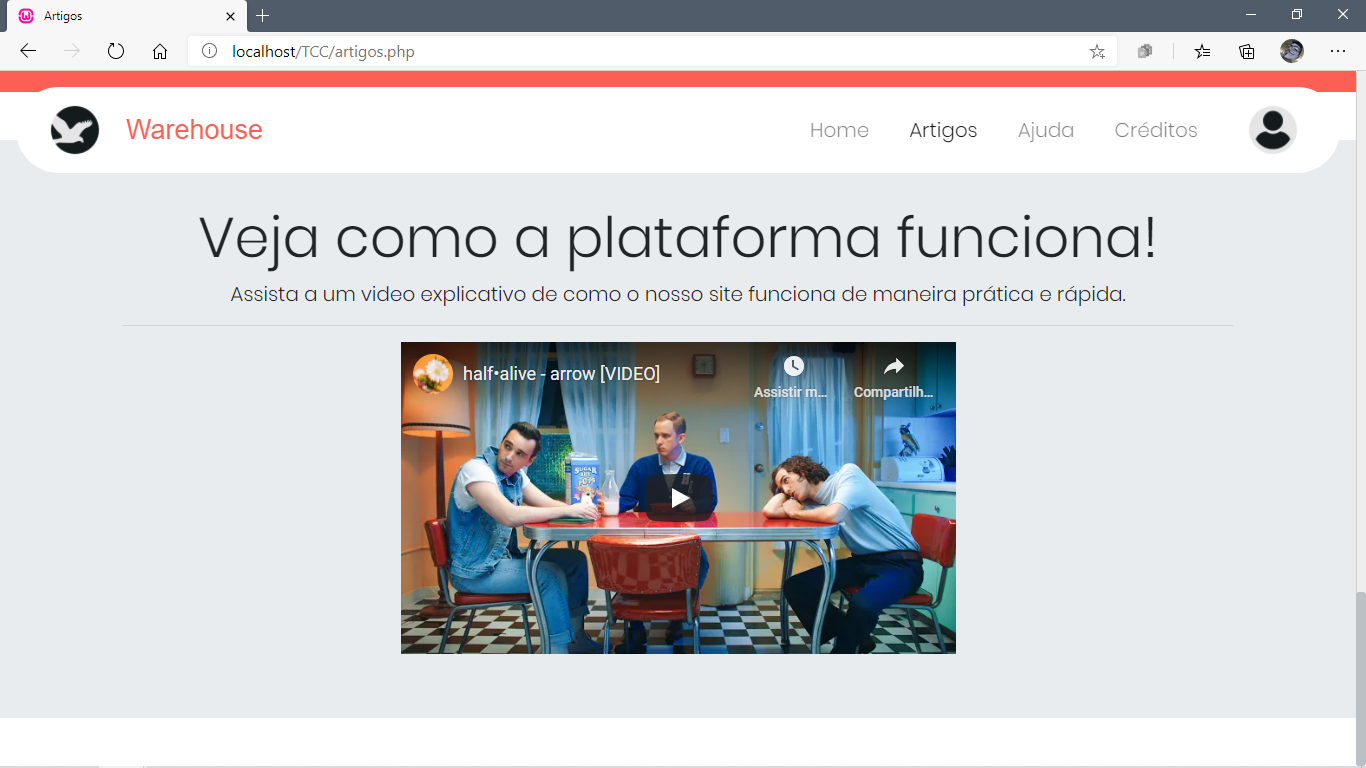 Artigos
localhost/TCC/artigos.php
Warehouse
Home Artigos Ajuda Créditos
Veja como a plataforma funciona!
Assista a um video explicativo de como o nosso site funciona de maneira prática e rápida.
half•alive - arrow [VIDEO]
Assistir m... Compartilh...
SUGAR